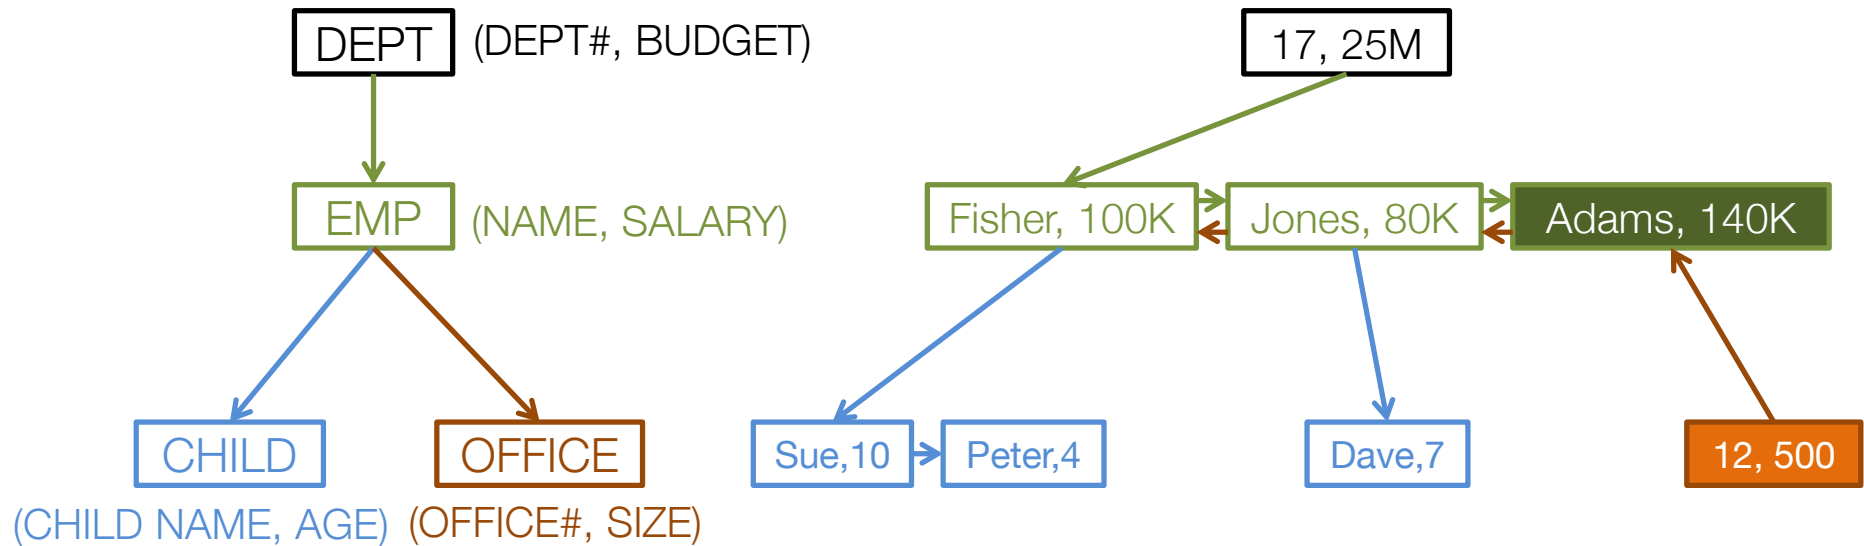 DEPT (DEPT#, BUDGET) 17, 25M
EMP (NAME, SALARY) Fisher, 100K Jones, 80K Adams, 140K
CHILD OFFICE Sue,10 Peter,4 Dave,7 12, 500
(CHILD NAME, AGE) (OFFICE#, SIZE)